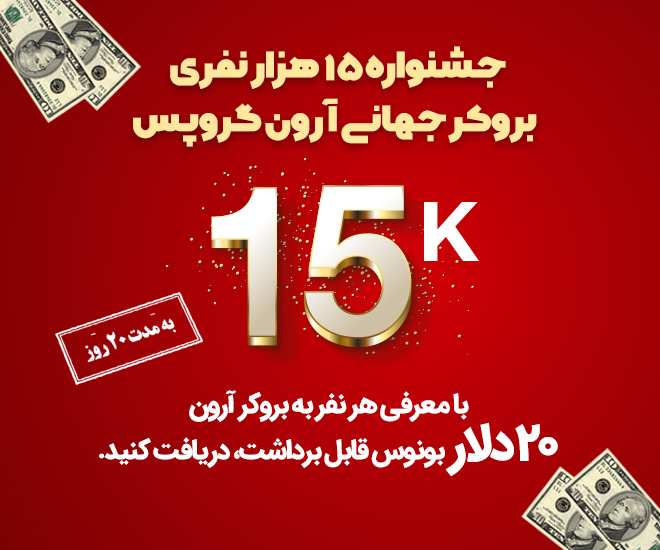 جشنواره ۱۵ هزار نفری
بروکر جهانی آرون گروپس
15K
به مدت ۲۰ روز
با معرفی هر نفر به بروکر آرون
۲۰ دلار بونوس قابل برداشت، دریافت کنید.